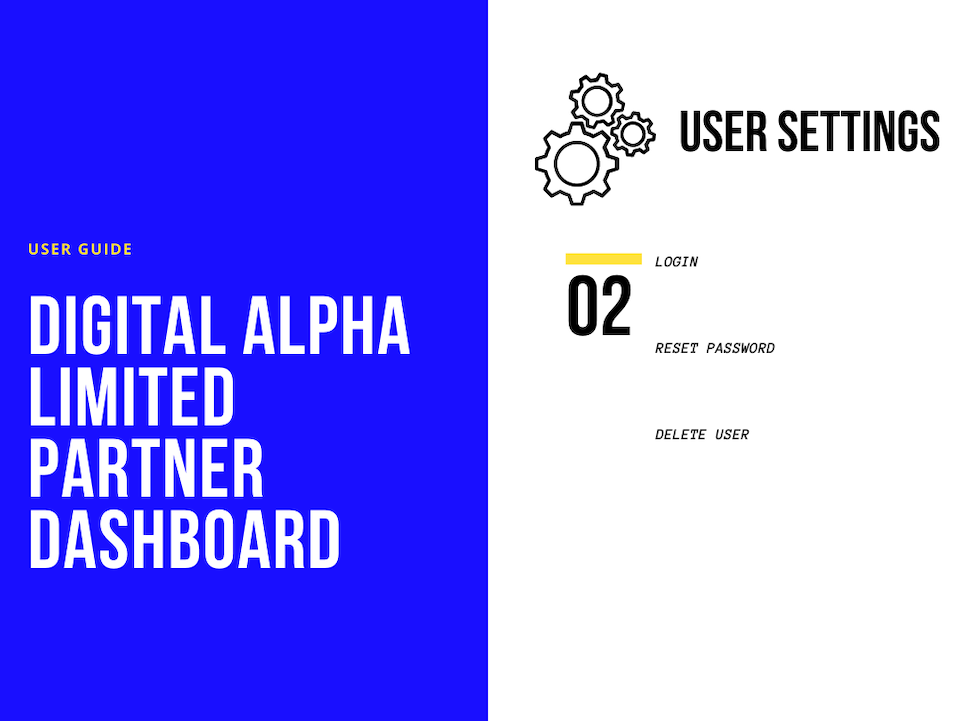 USER GUIDE
DIGITAL ALPHA
LIMITED
PARTNER
DASHBOARD
USER SETTINGS
02
LOGIN
RESET PASSWORD
DELETE USER